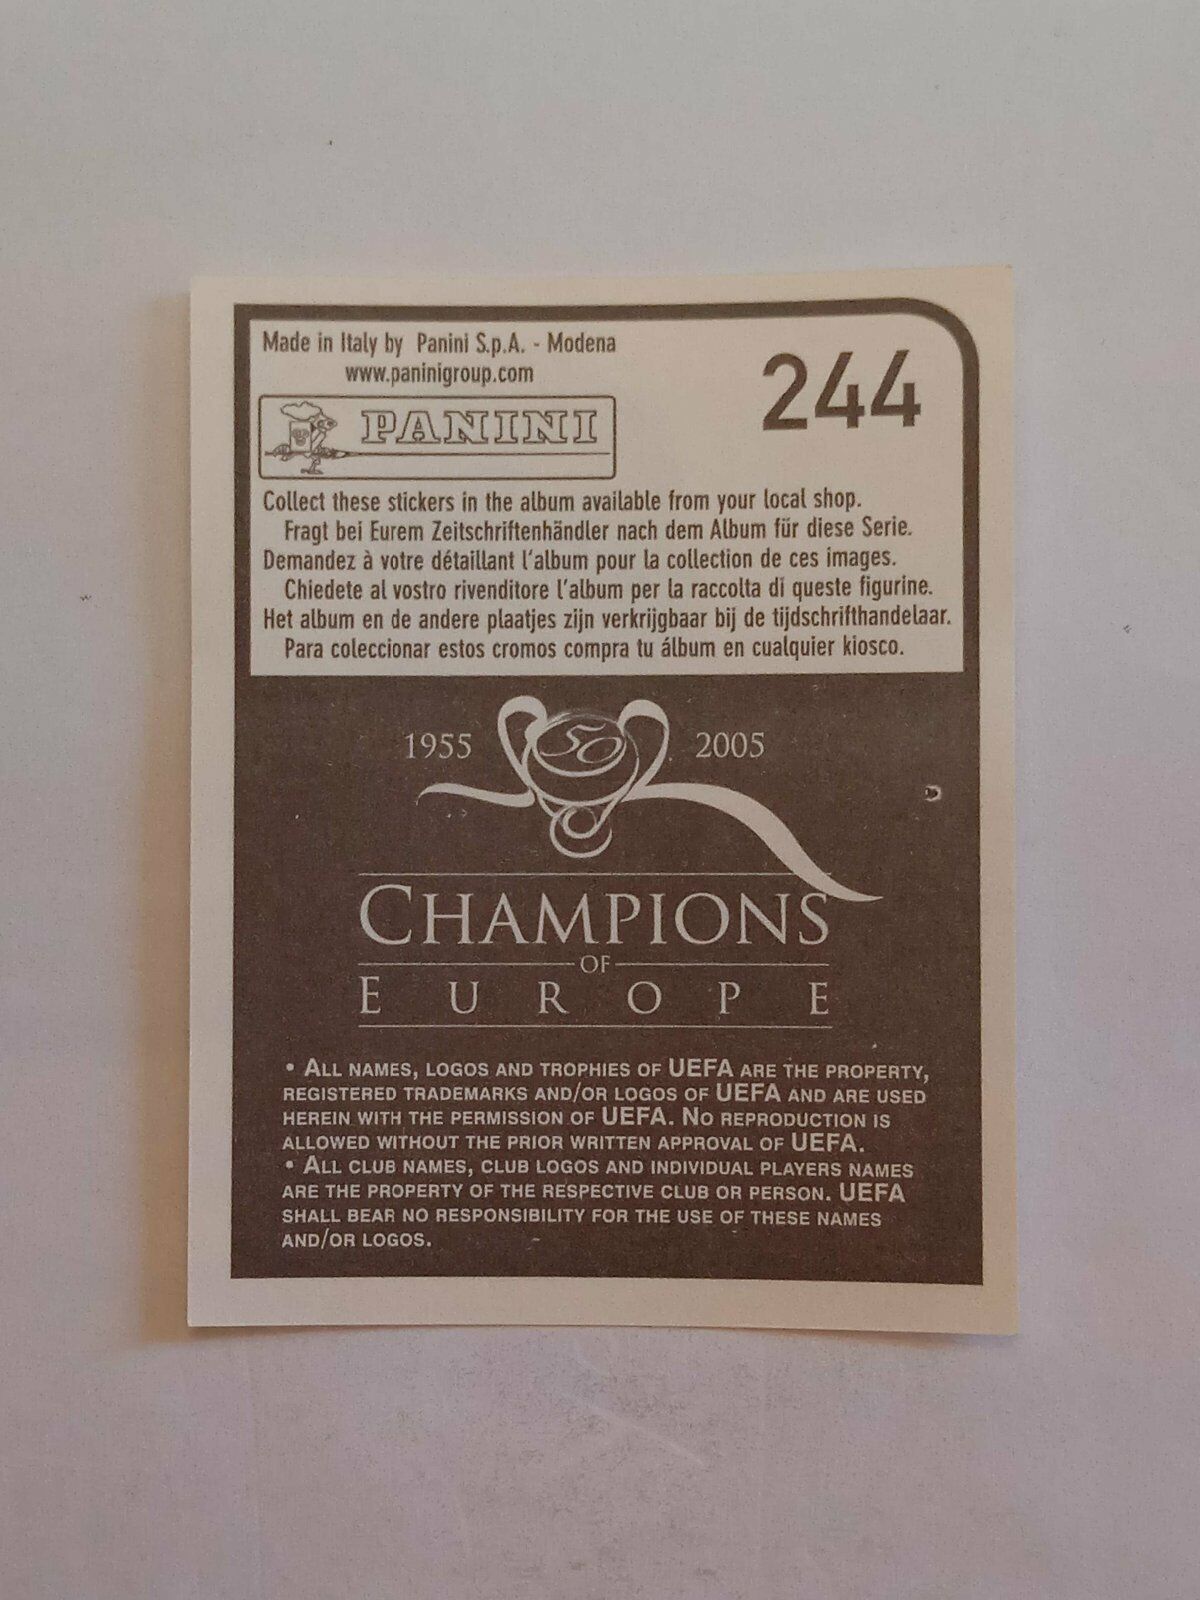 Made in Italy by Panini S.p.A. - Modena
www.paninigroup.com
244
PANINI
Collect these stickers in the album available from your local shop.
Fragt bei Eurem Zeitschriftenhändler nach dem Album für diese Serie.
Demandez à votre détaillant l'album pour la collection de ces images.
Chiedete al vostro rivenditore l'album per la raccolta di queste figurine.
Het album en de andere plaatjes zijn verkrijgbaar bij de tijdschrifthandelaar.
Para coleccionar estos cromos compra tu álbum en cualquier kiosco.
1955 50 2005
CHAMPIONS
OF
EUROPE
• ALL NAMES, LOGOS AND TROPHIES OF UEFA ARE THE PROPERTY,
REGISTERED TRADEMARKS AND/OR LOGOS OF UEFA AND ARE USED
HEREIN WITH THE PERMISSION OF UEFA. NO REPRODUCTION IS
ALLOWED WITHOUT THE PRIOR WRITTEN APPROVAL OF UEFA.
• ALL CLUB NAMES, CLUB LOGOS AND INDIVIDUAL PLAYERS NAMES
ARE THE PROPERTY OF THE RESPECTIVE CLUB OR PERSON. UEFA
SHALL BEAR NO RESPONSIBILITY FOR THE USE OF THESE NAMES
AND/OR LOGOS.